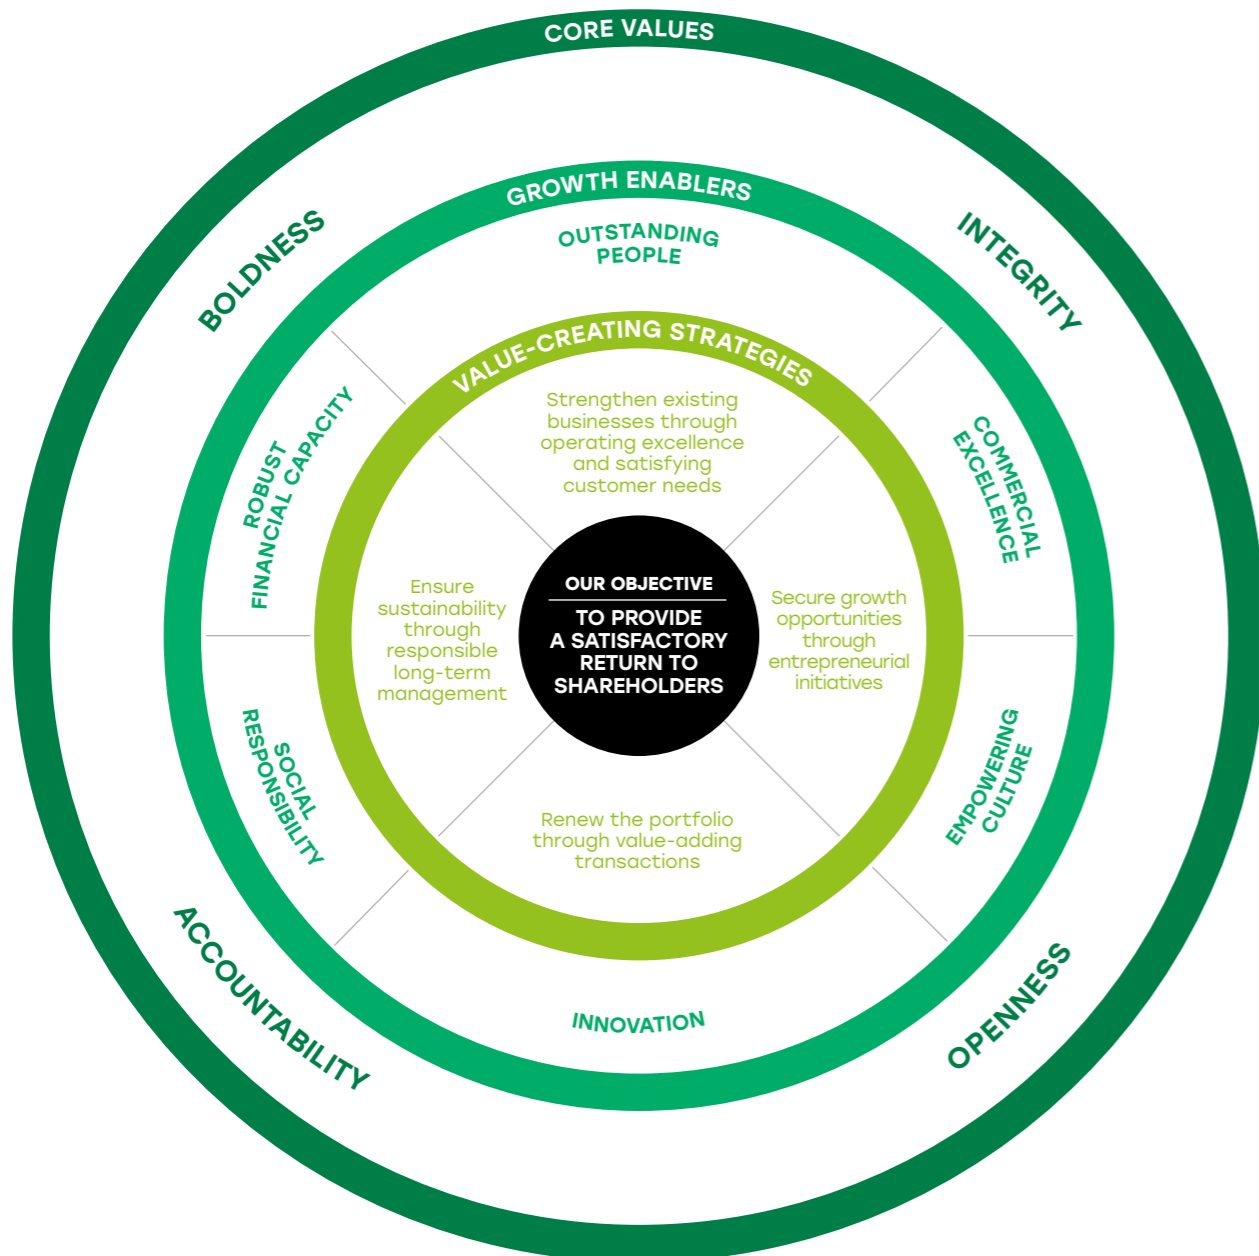 CORE VALUES
BOLDNESS
INTEGRITY
GROWTH ENABLERS
OUTSTANDING
PEOPLE
ROBUST
FINANCIAL CAPACITY
COMMERCIAL
EXCELLENCE
VALUE-CREATING STRATEGIES
Strengthen existing
businesses through
operating excellence
and satisfying
customer needs
Ensure
sustainability
through
responsible
long-term
management
OUR OBJECTIVE
TO PROVIDE
A SATISFACTORY
RETURN TO
SHAREHOLDERS
Secure growth
opportunities
through
entrepreneurial
initiatives
SOCIAL
RESPONSIBILITY
EMPOWERING
CULTURE
Renew the portfolio
through value-adding
transactions
INNOVATION
ACCOUNTABILITY
OPENNESS